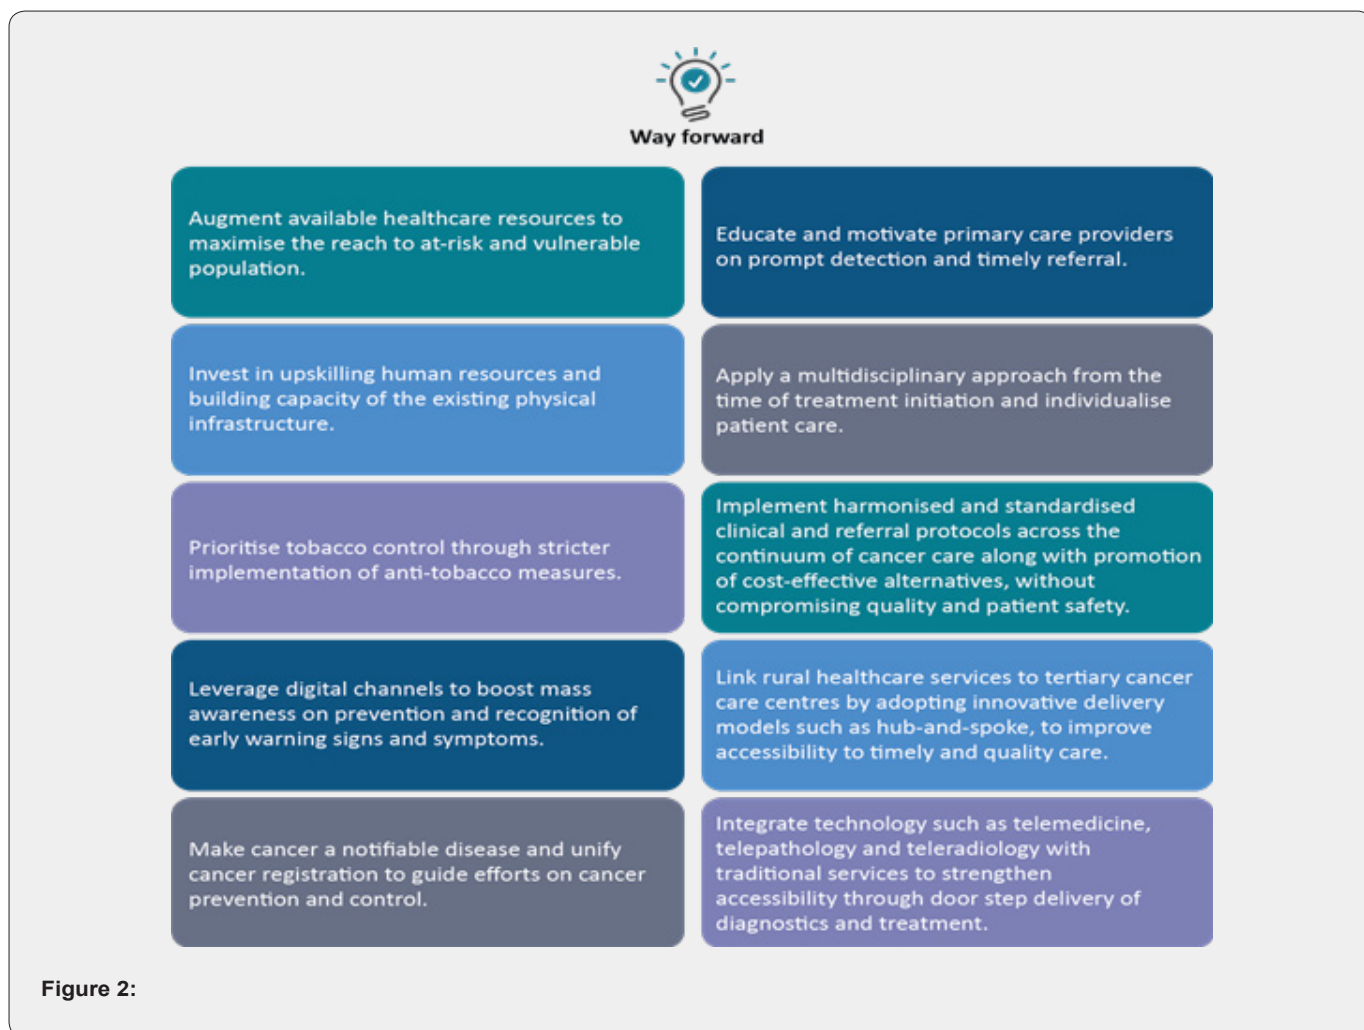 Way forward
Augment available healthcare resources to
maximise the reach to at-risk and vulnerable
population.
Educate and motivate primary care providers
on prompt detection and timely referral.
Invest in upskilling human resources and
building capacity of the existing physical
infrastructure.
Apply a multidisciplinary approach from the
time of treatment initiation and individualise
patient care.
Prioritise tobacco control through stricter
implementation of anti-tobacco measures.
Implement harmonised and standardised
clinical and referral protocols across the
continuum of cancer care along with promotion
of cost-effective alternatives, without
compromising quality and patient safety.
Leverage digital channels to boost mass
awareness on prevention and recognition of
early warning signs and symptoms.
Link rural healthcare services to tertiary cancer
care centres by adopting innovative delivery
models such as hub-and-spoke, to improve
accessibility to timely and quality care.
Make cancer a notifiable disease and unify
cancer registration to guide efforts on cancer
prevention and control.
Integrate technology such as telemedicine,
telepathology and teleradiology with
traditional services to strengthen
accessibility through door step delivery of
diagnostics and treatment.
Figure 2: